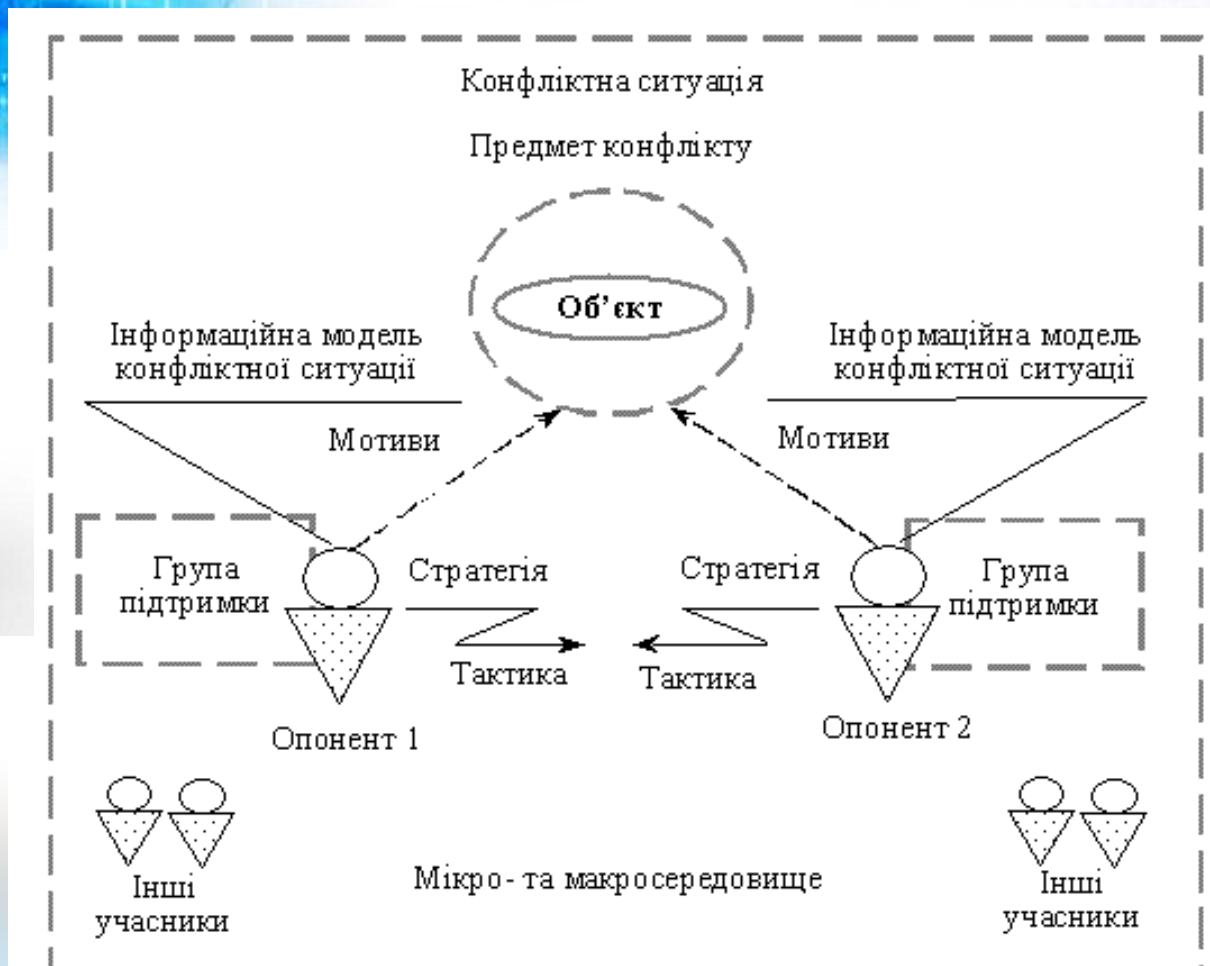 Конфліктна ситуація
Предмет конфлікту
Об’єкт
Інформаційна модель
конфліктної ситуації
Інформаційна модель
конфліктної ситуації
Мотиви
Мотиви
Група
підтримки
Стратегія
Стратегія
Група
підтримки
Тактика
Тактика
Опонент 1
Опонент 2
Інші
учасники
Мікро- та макросередовище
Інші
учасники